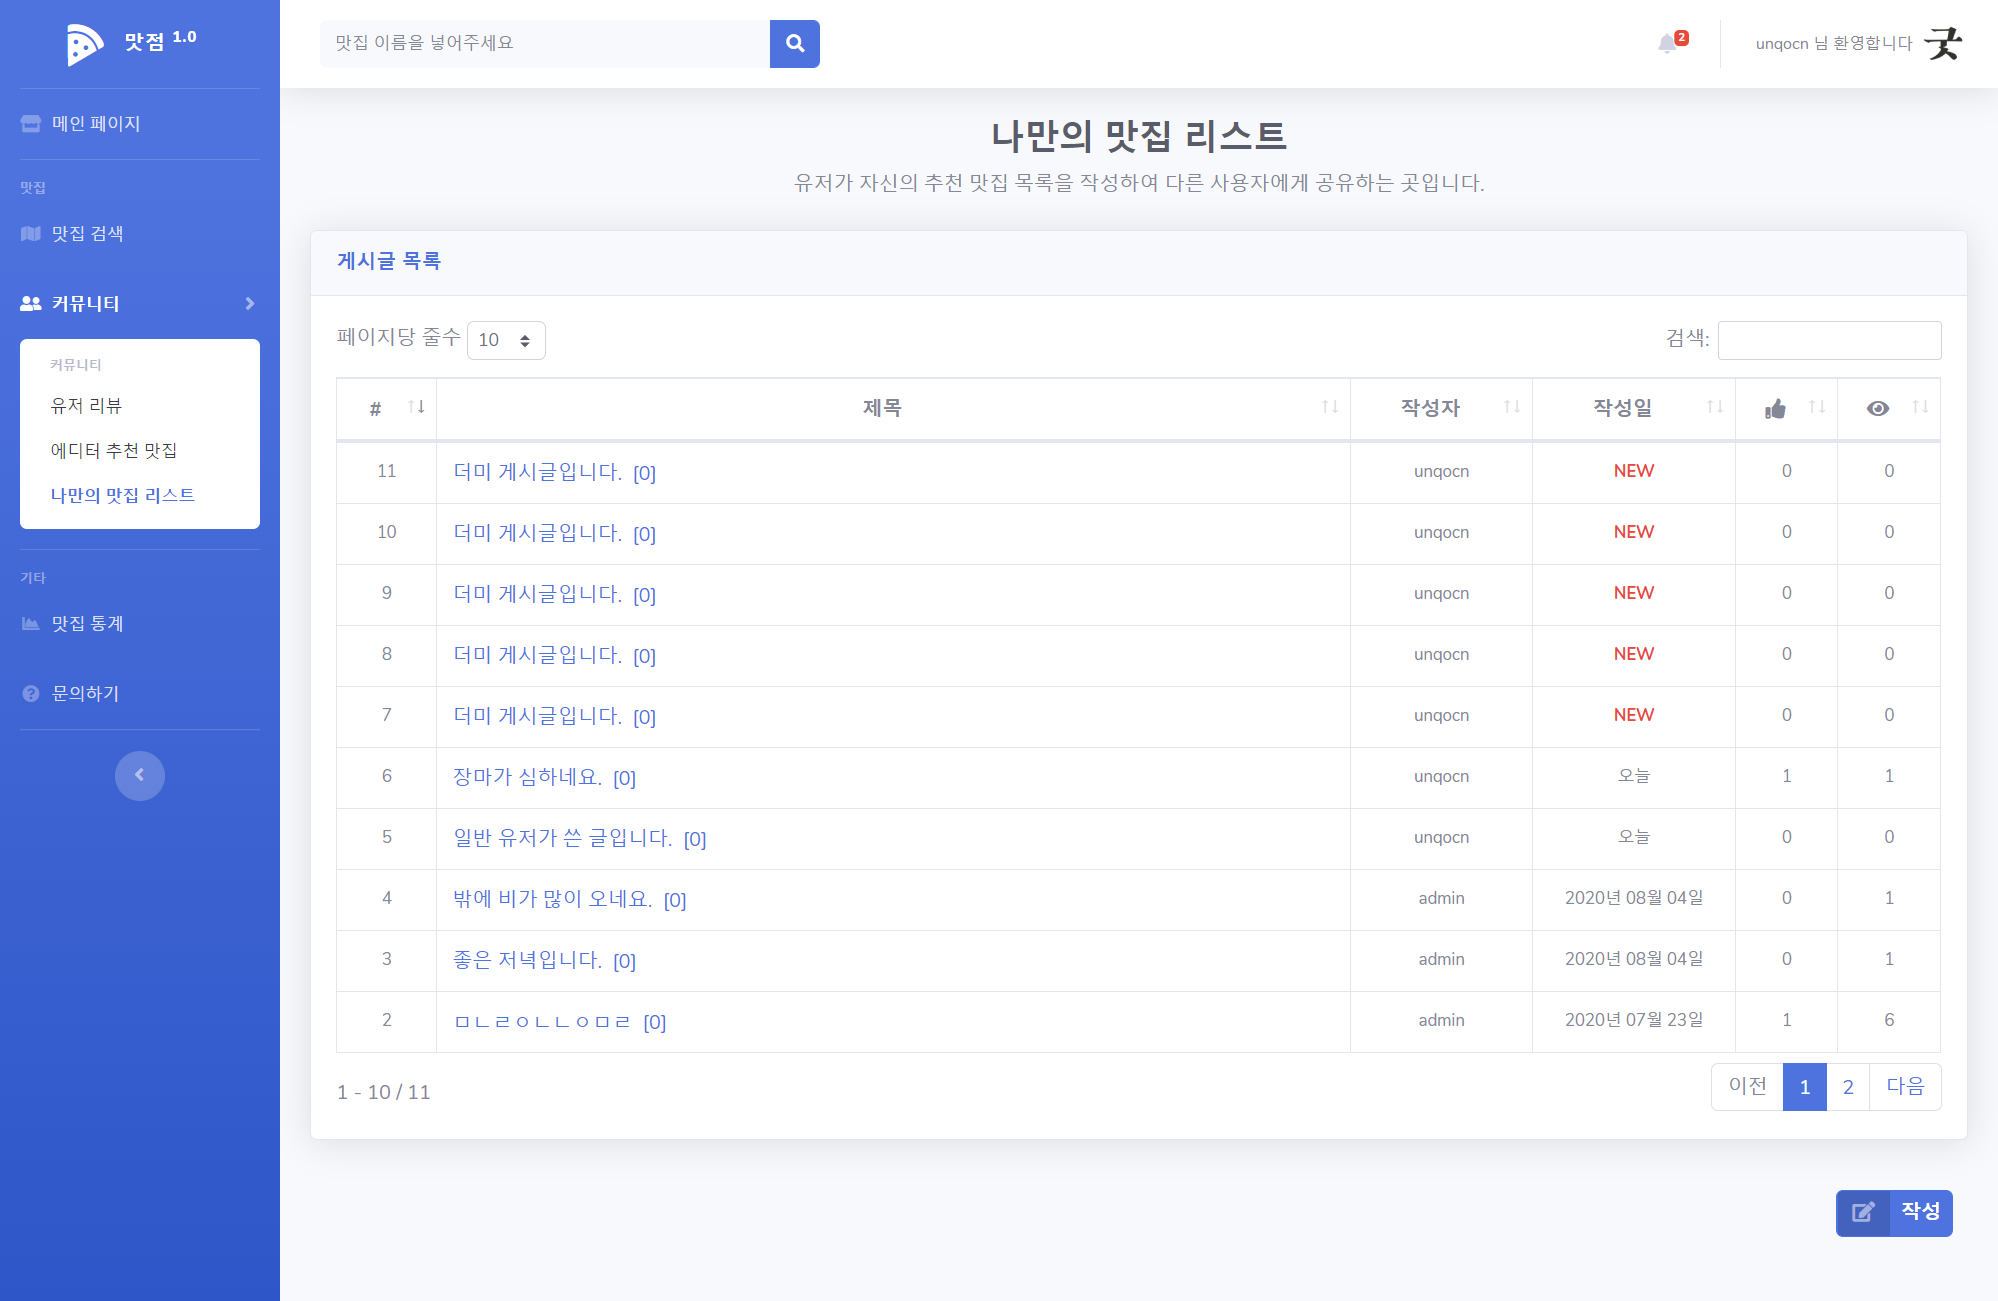 맛점 1.0
메인 페이지
맛집
맛집 검색
커뮤니티
커뮤니티
유저 리뷰
에디터 추천 맛집
나만의 맛집 리스트
기타
맛집 통계
문의하기
맛집 이름을 넣어주세요
2
unqocn 님 환영합니다
굿
나만의 맛집 리스트
유저가 자신의 추천 맛집 목록을 작성하여 다른 사용자에게 공유하는 곳입니다.
게시글 목록
페이지당 줄수 10 검색:
# 제목 작성자 작성일
11 더미 게시글입니다. [0] unqocn NEW 0 0
10 더미 게시글입니다. [0] unqocn NEW 0 0
9 더미 게시글입니다. [0] unqocn NEW 0 0
8 더미 게시글입니다. [0] unqocn NEW 0 0
7 더미 게시글입니다. [0] unqocn NEW 0 0
6 장마가 심하네요. [0] unqocn 오늘 1 1
5 일반 유저가 쓴 글입니다. [0] unqocn 오늘 0 0
4 밖에 비가 많이 오네요. [0] admin 2020년 08월 04일 0 1
3 좋은 저녁입니다. [0] admin 2020년 08월 04일 0 1
2 ㅁㄴㄹㅇㄴㄴㅇㅁㄹ [0] admin 2020년 07월 23일 1 6
1 - 10 / 11
이전 1 2 다음
작성